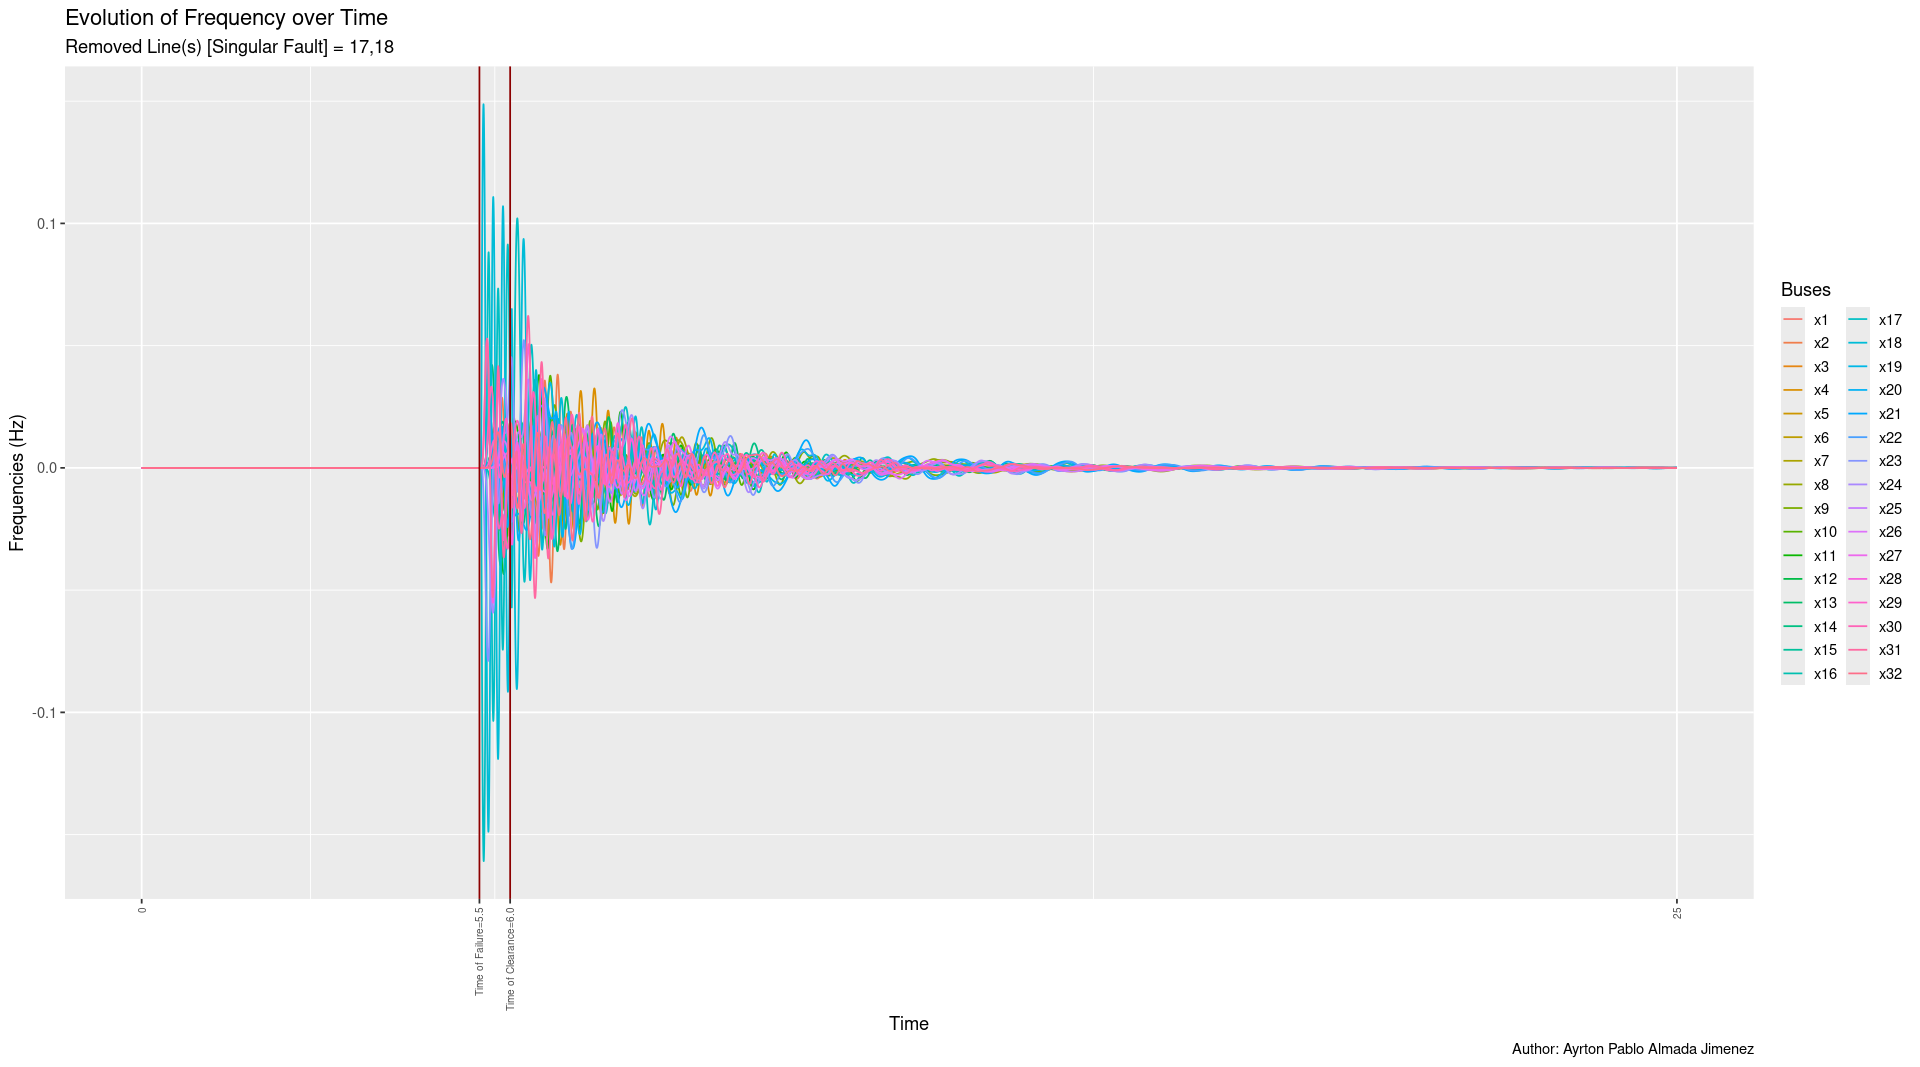 Evolution of Frequency over Time
Removed Line(s) [Singular Fault] = 17,18
Frequencies (Hz)
0.1
0.0
-0.1
0
Time of Failure=5.5
Time of Clearance=6.0
25
Time
Buses
x1
x2
x3
x4
x5
x6
x7
x8
x9
x10
x11
x12
x13
x14
x15
x16
x17
x18
x19
x20
x21
x22
x23
x24
x25
x26
x27
x28
x29
x30
x31
x32
Author: Ayrton Pablo Almada Jimenez